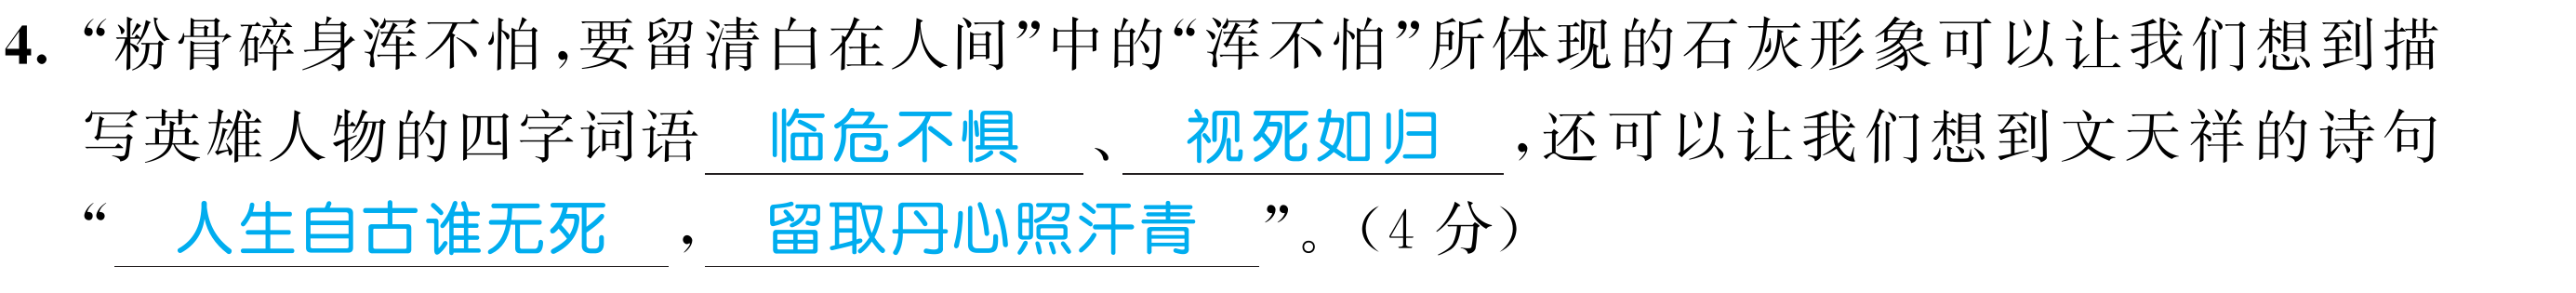 4. “粉骨碎身浑不怕,要留清白在人间”中的“浑不怕”所体现的石灰形象可以让我们想到描
写英雄人物的四字词语 临危不惧 、 视死如归 ,还可以让我们想到文天祥的诗句
“ 人生自古谁无死 , 留取丹心照汗青 ”。(4 分)